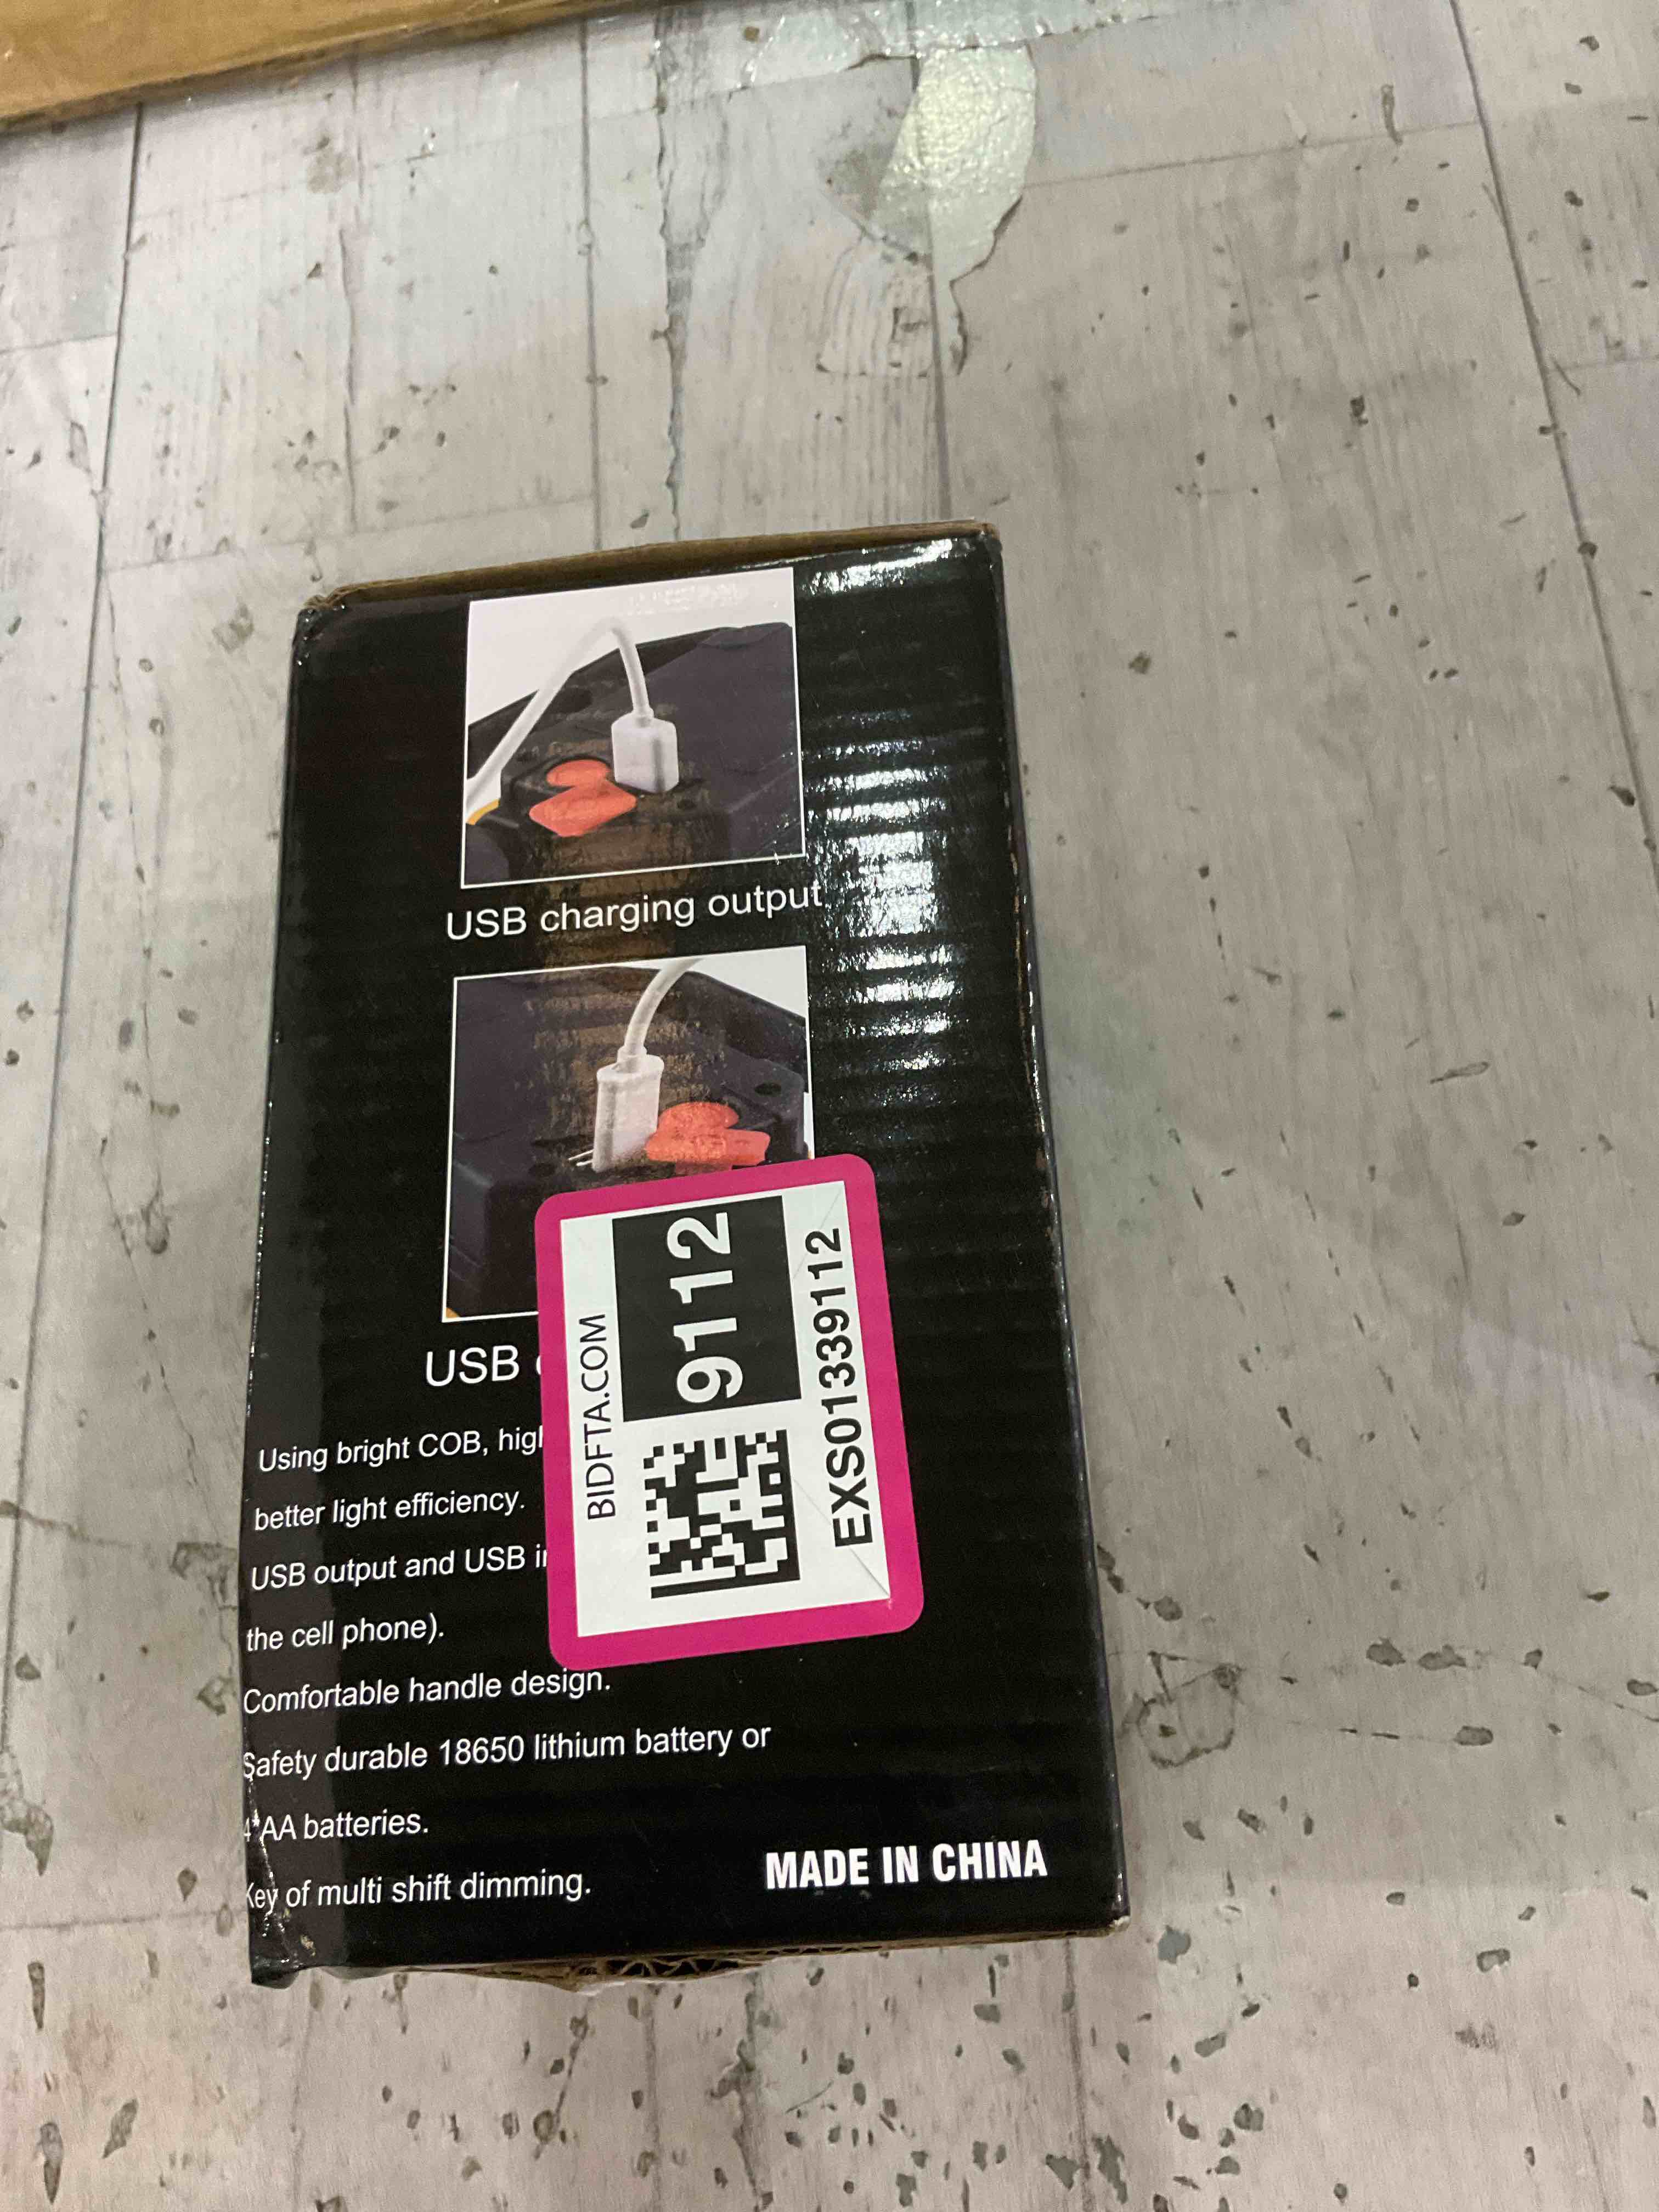 USB charging output
USB
Using bright COB,
better light efficiency.
USB output and USB
the cell phone).
Comfortable handle design.
Safety durable 18650 lithium battery or
4*AA batteries.
Key of multi shift dimming.
MADE IN CHINA
BIDFTA.COM
9112
EXS01339112